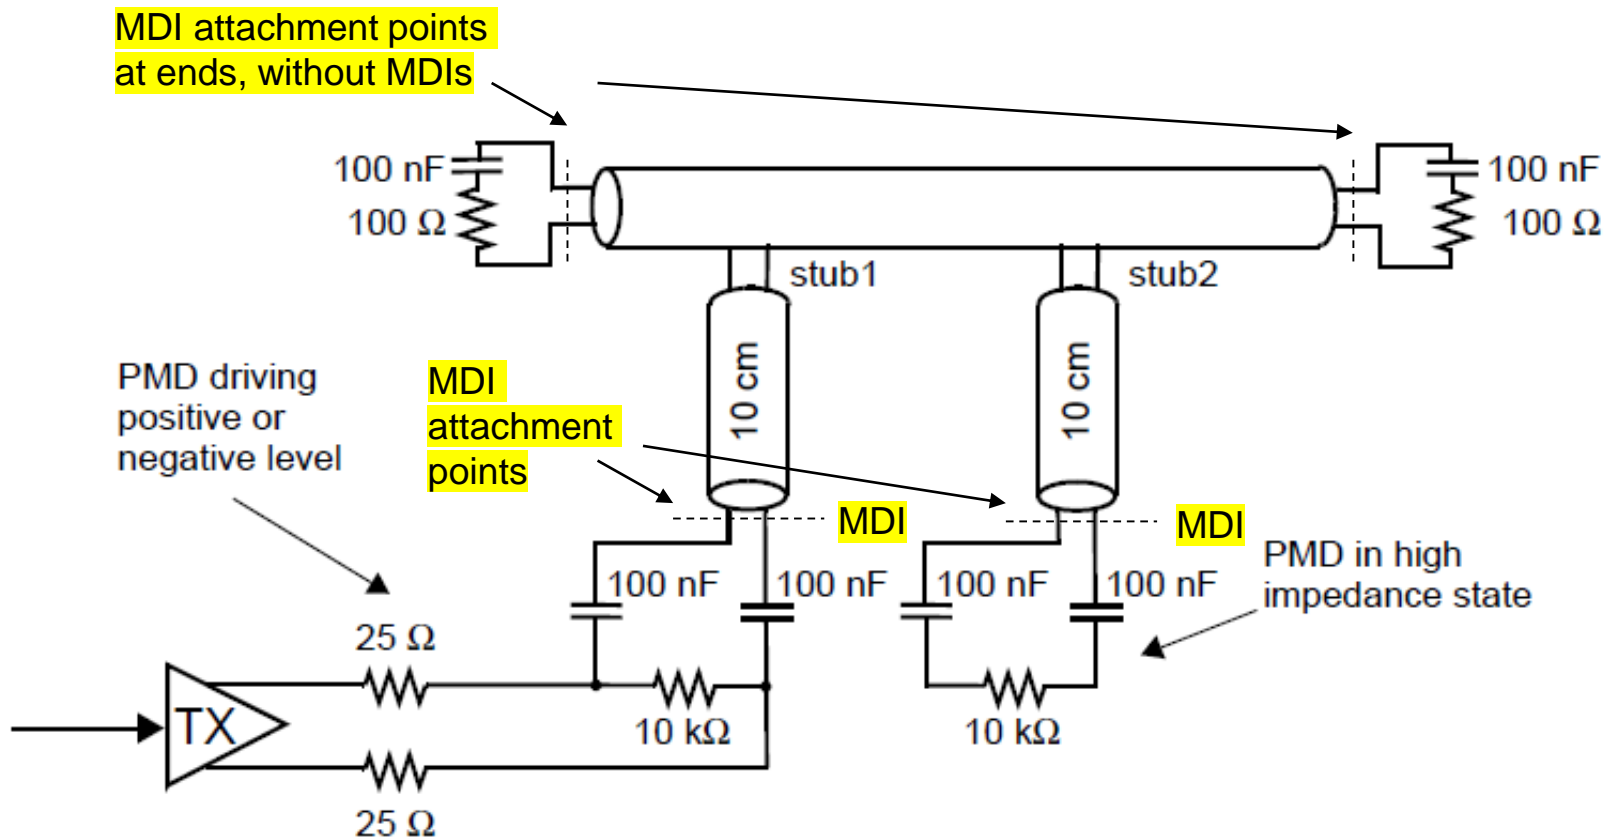 MDI attachment points
at ends, without MDIs
100 nF
100 Ω
100 nF
100 Ω
stub1
stub2
10 cm
10 cm
PMD driving
positive or
negative level
MDI
attachment
points
MDI
MDI
PMD in high
impedance state
100 nF
100 nF
100 nF
100 nF
25 Ω
TX
10 kΩ
10 kΩ
25 Ω